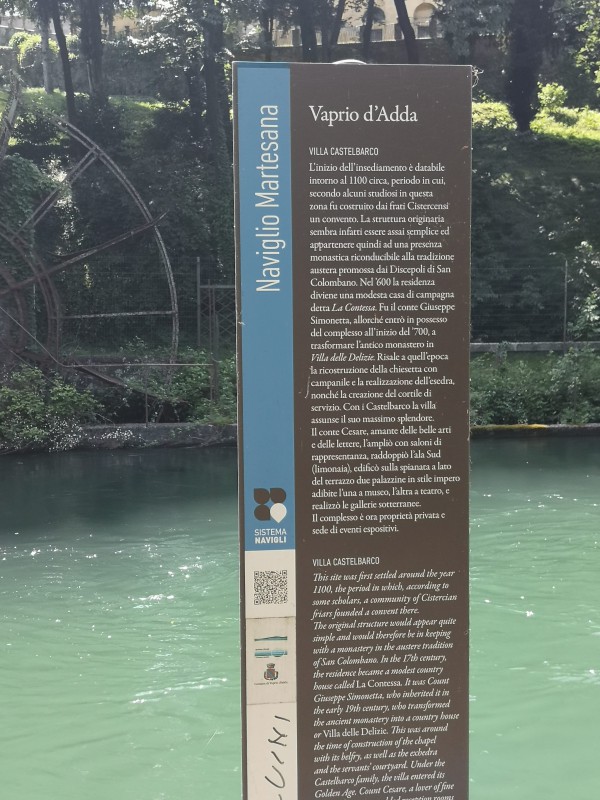 Naviglio Martesana
Vaprio d'Adda
VILLA CASTELBARCO
L'inizio dell'insediamento è databile
intorno al 1100 circa, periodo in cui,
secondo alcuni studiosi in questa
zona fu costruito dai frati Cistercensi
un convento. La struttura originaria
sembra infatti essere assai semplice ed
appartenere quindi ad una presenza
monastica riconducibile alla tradizione
austera promossa dai Discepoli di San
Colombano. Nel '600 la residenza
diviene una modesta casa di campagna
detta La Contessa. Fu il conte Giuseppe
Simonetta, allorché entrò in possesso
del complesso all'inizio del '700, a
trasformare l'antico monastero in
Villa delle Delizie. Risale a quell'epoca
la ricostruzione della chiesetta con
campanile e la realizzazione dell'esedra,
nonché la creazione del cortile di
servizio. Con i Castelbarco la villa
assunse il suo massimo splendore.
Il conte Cesare, amante delle belle arti
e delle lettere, l'ampliò con saloni di
rappresentanza, raddoppiò l'ala Sud
(limonaia), edificò sulla spianata a lato
del terrazzo due palazzine in stile impero
adibite l'una a museo, l'altra a teatro, e
realizzò le gallerie sotterranee.
Il complesso è ora proprietà privata e
sede di eventi espositivi.
SISTEMA
NAVIGLI
VILLA CASTELBARCO
This site was first settled around the year
1100, the period in which, according to
some scholars, a community of Cistercian
friars founded a convent there.
The original structure would appear quite
simple and would therefore be in keeping
with a monastery in the austere tradition
of San Colombano. In the 17th century,
the residence became a modest country
house called La Contessa. It was Count
Giuseppe Simonetta, who inherited it in
the early 19th century, who transformed
the ancient monastery into a country house
or Villa delle Delizie. This was around
the time of construction of the chapel
with its belfry, as well as the exhedra
and the servants' courtyard. Under the
Castelbarco family, the villa entered its
Golden Age. Count Cesare, a lover of fine